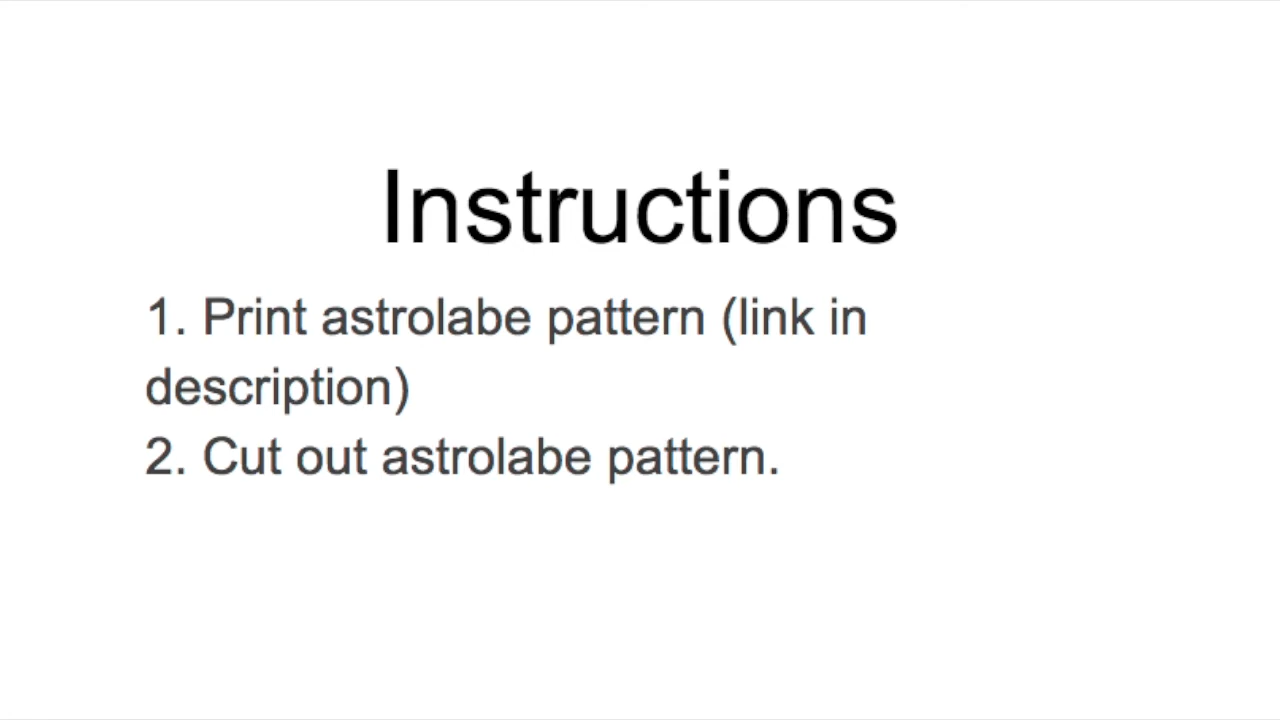 Instructions
1. Print astrolabe pattern (link in
description)
2. Cut out astrolabe pattern.